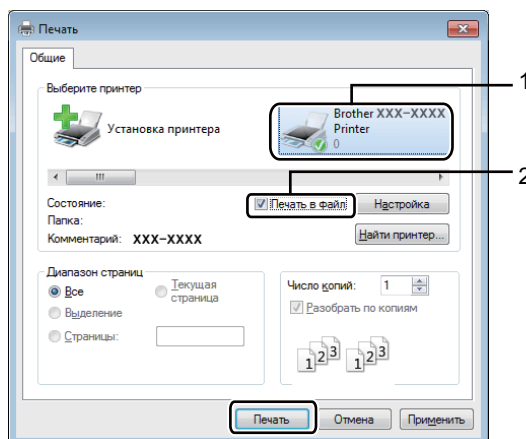 Печать
Общие
Выберите принтер
Установка принтера
Brother XXX-XXXX
Printer
0
1
2
Состояние:
Папка:
Комментарий: XXX-XXXX
Печать в файл
Настройка
Найти принтер...
Диапазон страниц
Все
Текущая
страница
Выделение
Страницы:
Число копий: 1
Разобрать по копиям
1 2 3 1 2 3
Печать Отмена Применить